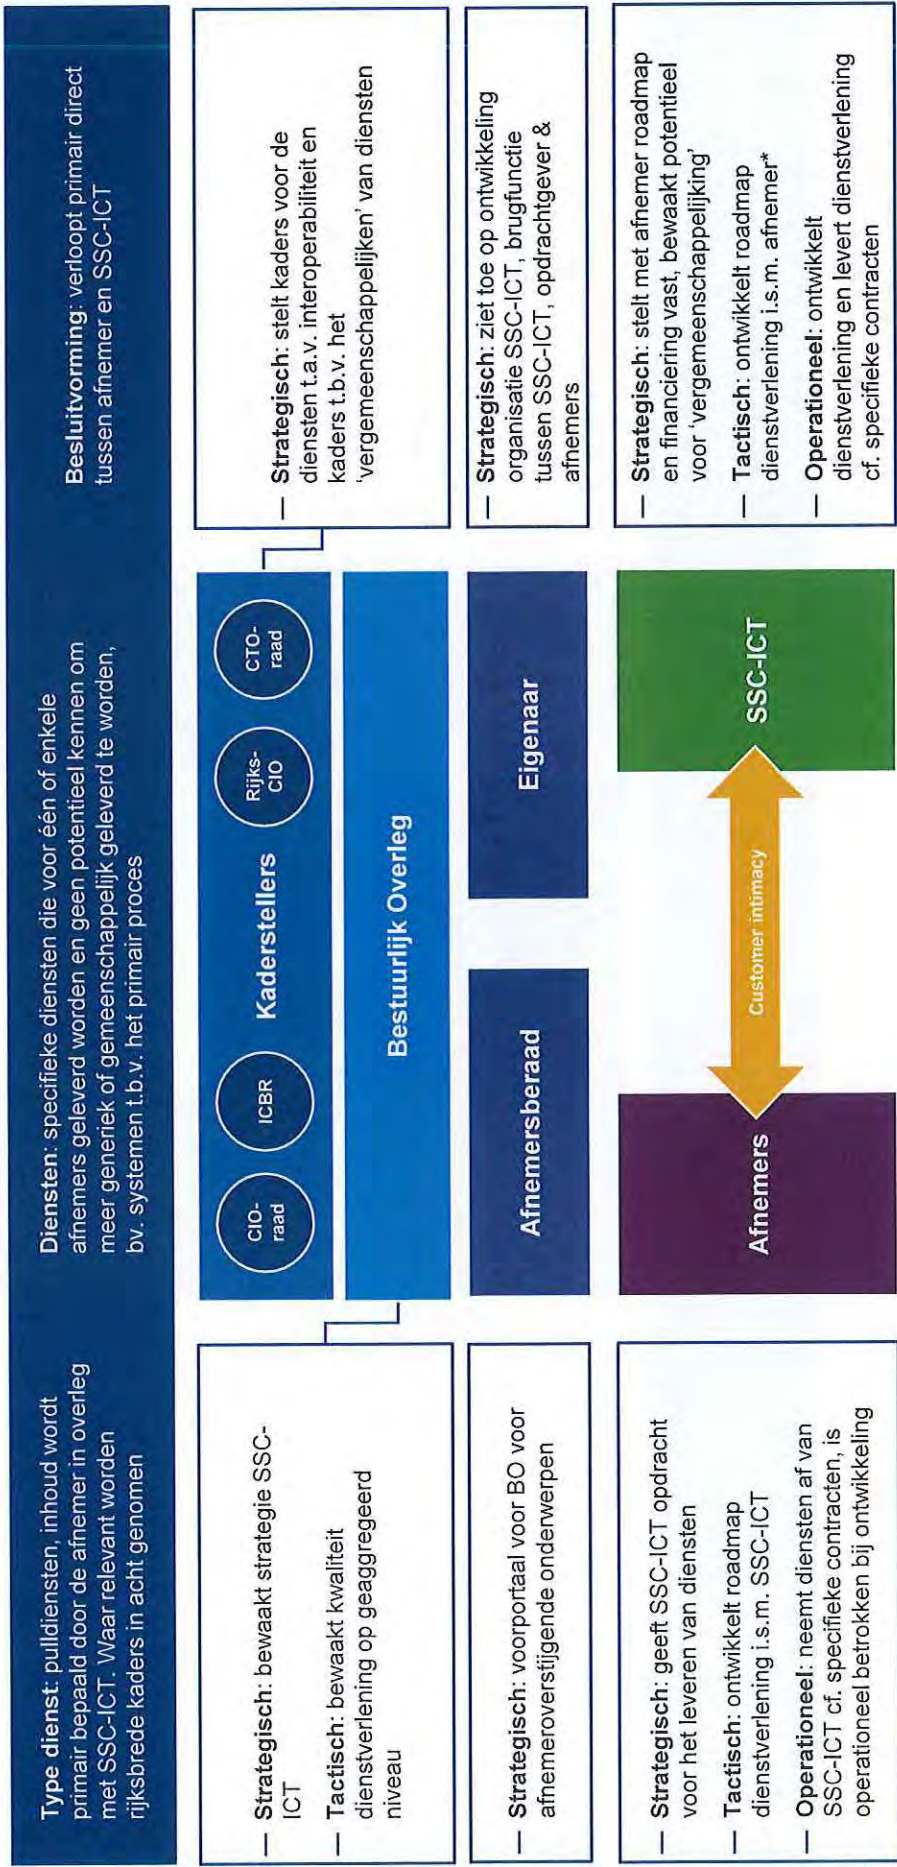 Type dienst: pulldiensten, inhoud wordt
primair bepaald door de afnemer in overleg
met SSC-ICT. Waar relevant worden
rijksbrede kaders in acht genomen
Diensten: specifieke diensten die voor één of enkele
afnemers geleverd worden en geen potentieel kennen om
meer generiek of gemeenschappelijk geleverd te worden,
bv. systemen t.b.v. het primair proces
Besluitvorming: verloopt primair direct
tussen afnemer en SSC-ICT
— Strategisch: bewaakt strategie SSC-
ICT
— Tactisch: bewaakt kwaliteit
dienstverlening op geaggregeerd
niveau
CIO-
raad
ICBR
Kaderstellers
Rijks-
CIO
CTO-
raad
Bestuurlijk Overleg
— Strategisch: stelt kaders voor de
diensten t.a.v. interoperabiliteit en
kaders t.b.v. het
'vergemeenschappelijken' van diensten
— Strategisch: voorportaal voor BO voor
afnemeroverstijgende onderwerpen
Afnemersberaad
Eigenaar
— Strategisch: ziet toe op ontwikkeling
organisatie SSC-ICT, brugfunctie
tussen SSC-ICT, opdrachtgever &
afnemers
— Strategisch: geeft SSC-ICT opdracht
voor het leveren van diensten
— Tactisch: ontwikkelt roadmap
dienstverlening i.s.m. SSC-ICT
— Operationeel: neemt diensten af van
SSC-ICT cf. specifieke contracten, is
operationeel betrokken bij ontwikkeling
Afnemers
Customer intimacy
SSC-ICT
— Strategisch: stelt met afnemer roadmap
en financiering vast, bewaakt potentieel
voor 'vergemeenschappelijking'
— Tactisch: ontwikkelt roadmap
dienstverlening i.s.m. afnemer*
— Operationeel: ontwikkelt
dienstverlening en levert dienstverlening
cf. specifieke contracten